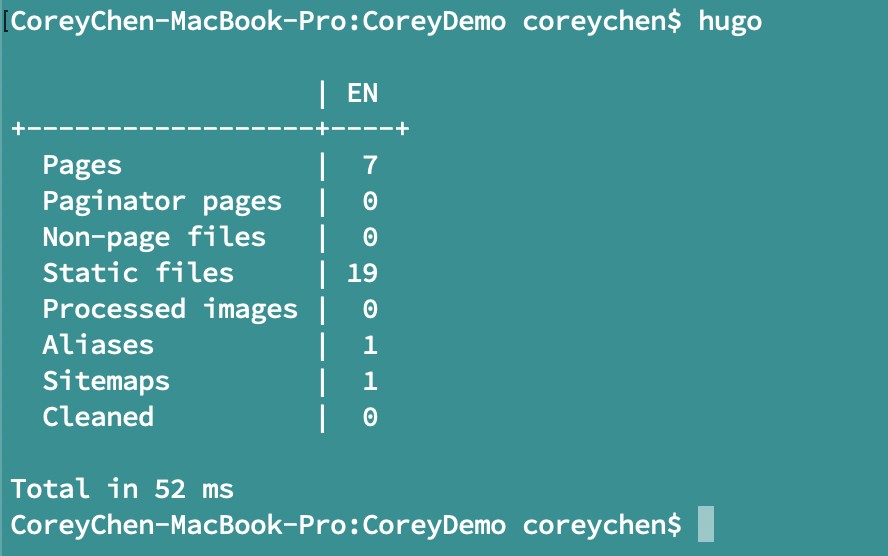 [CoreyChen-MacBook-Pro:CoreyDemo coreychen$ hugo
                   | EN
+------------------+----+
  Pages            |  7
  Paginator pages  |  0
  Non-page files   |  0
  Static files     | 19
  Processed images |  0
  Aliases          |  1
  Sitemaps         |  1
  Cleaned          |  0
Total in 52 ms
CoreyChen-MacBook-Pro:CoreyDemo coreychen$